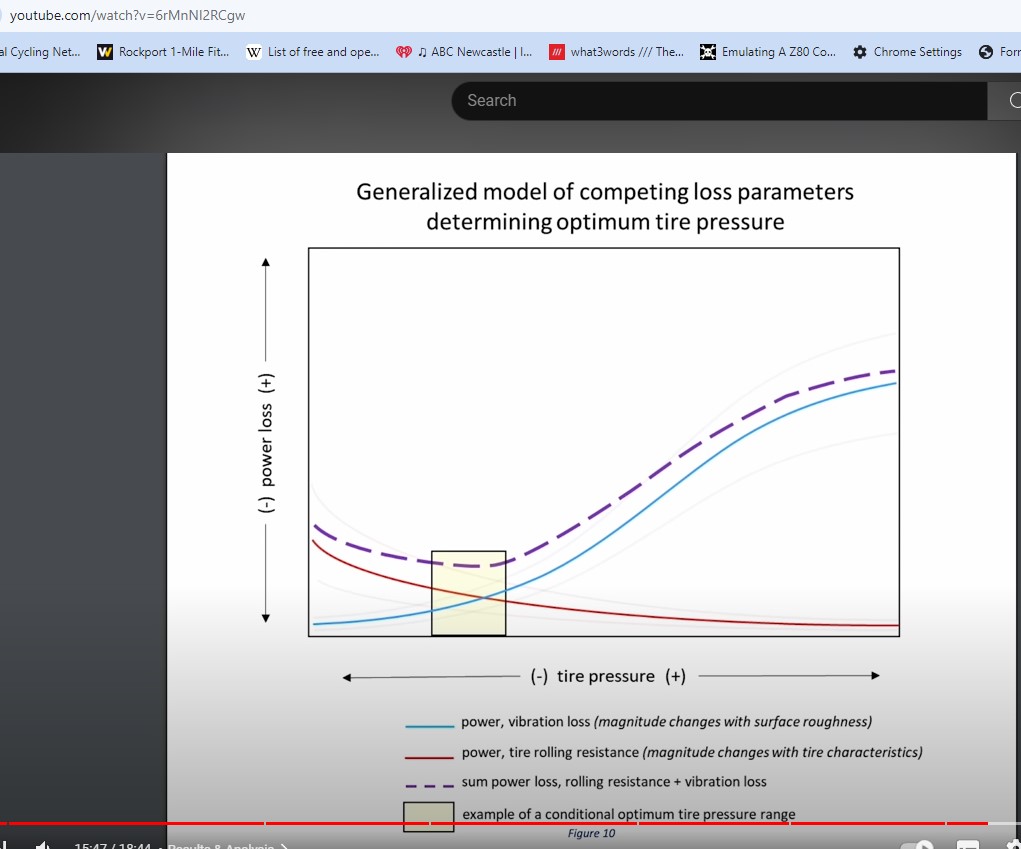 youtube.com/watch?v=6rMnNl2RCgw
al Cycling Net... Rockport 1-Mile Fit... List of free and ope... ♫ ABC Newcastle | l... what3words /// The... Emulating A Z80 Co... Chrome Settings
Search
Generalized model of competing loss parameters
determining optimum tire pressure
(-) power loss (+)
(-) tire pressure (+)
power, vibration loss (magnitude changes with surface roughness)
power, tire rolling resistance (magnitude changes with tire characteristics)
sum power loss, rolling resistance + vibration loss
example of a conditional optimum tire pressure range
Figure 10
15:47 / 18:44 • Results & Analysis